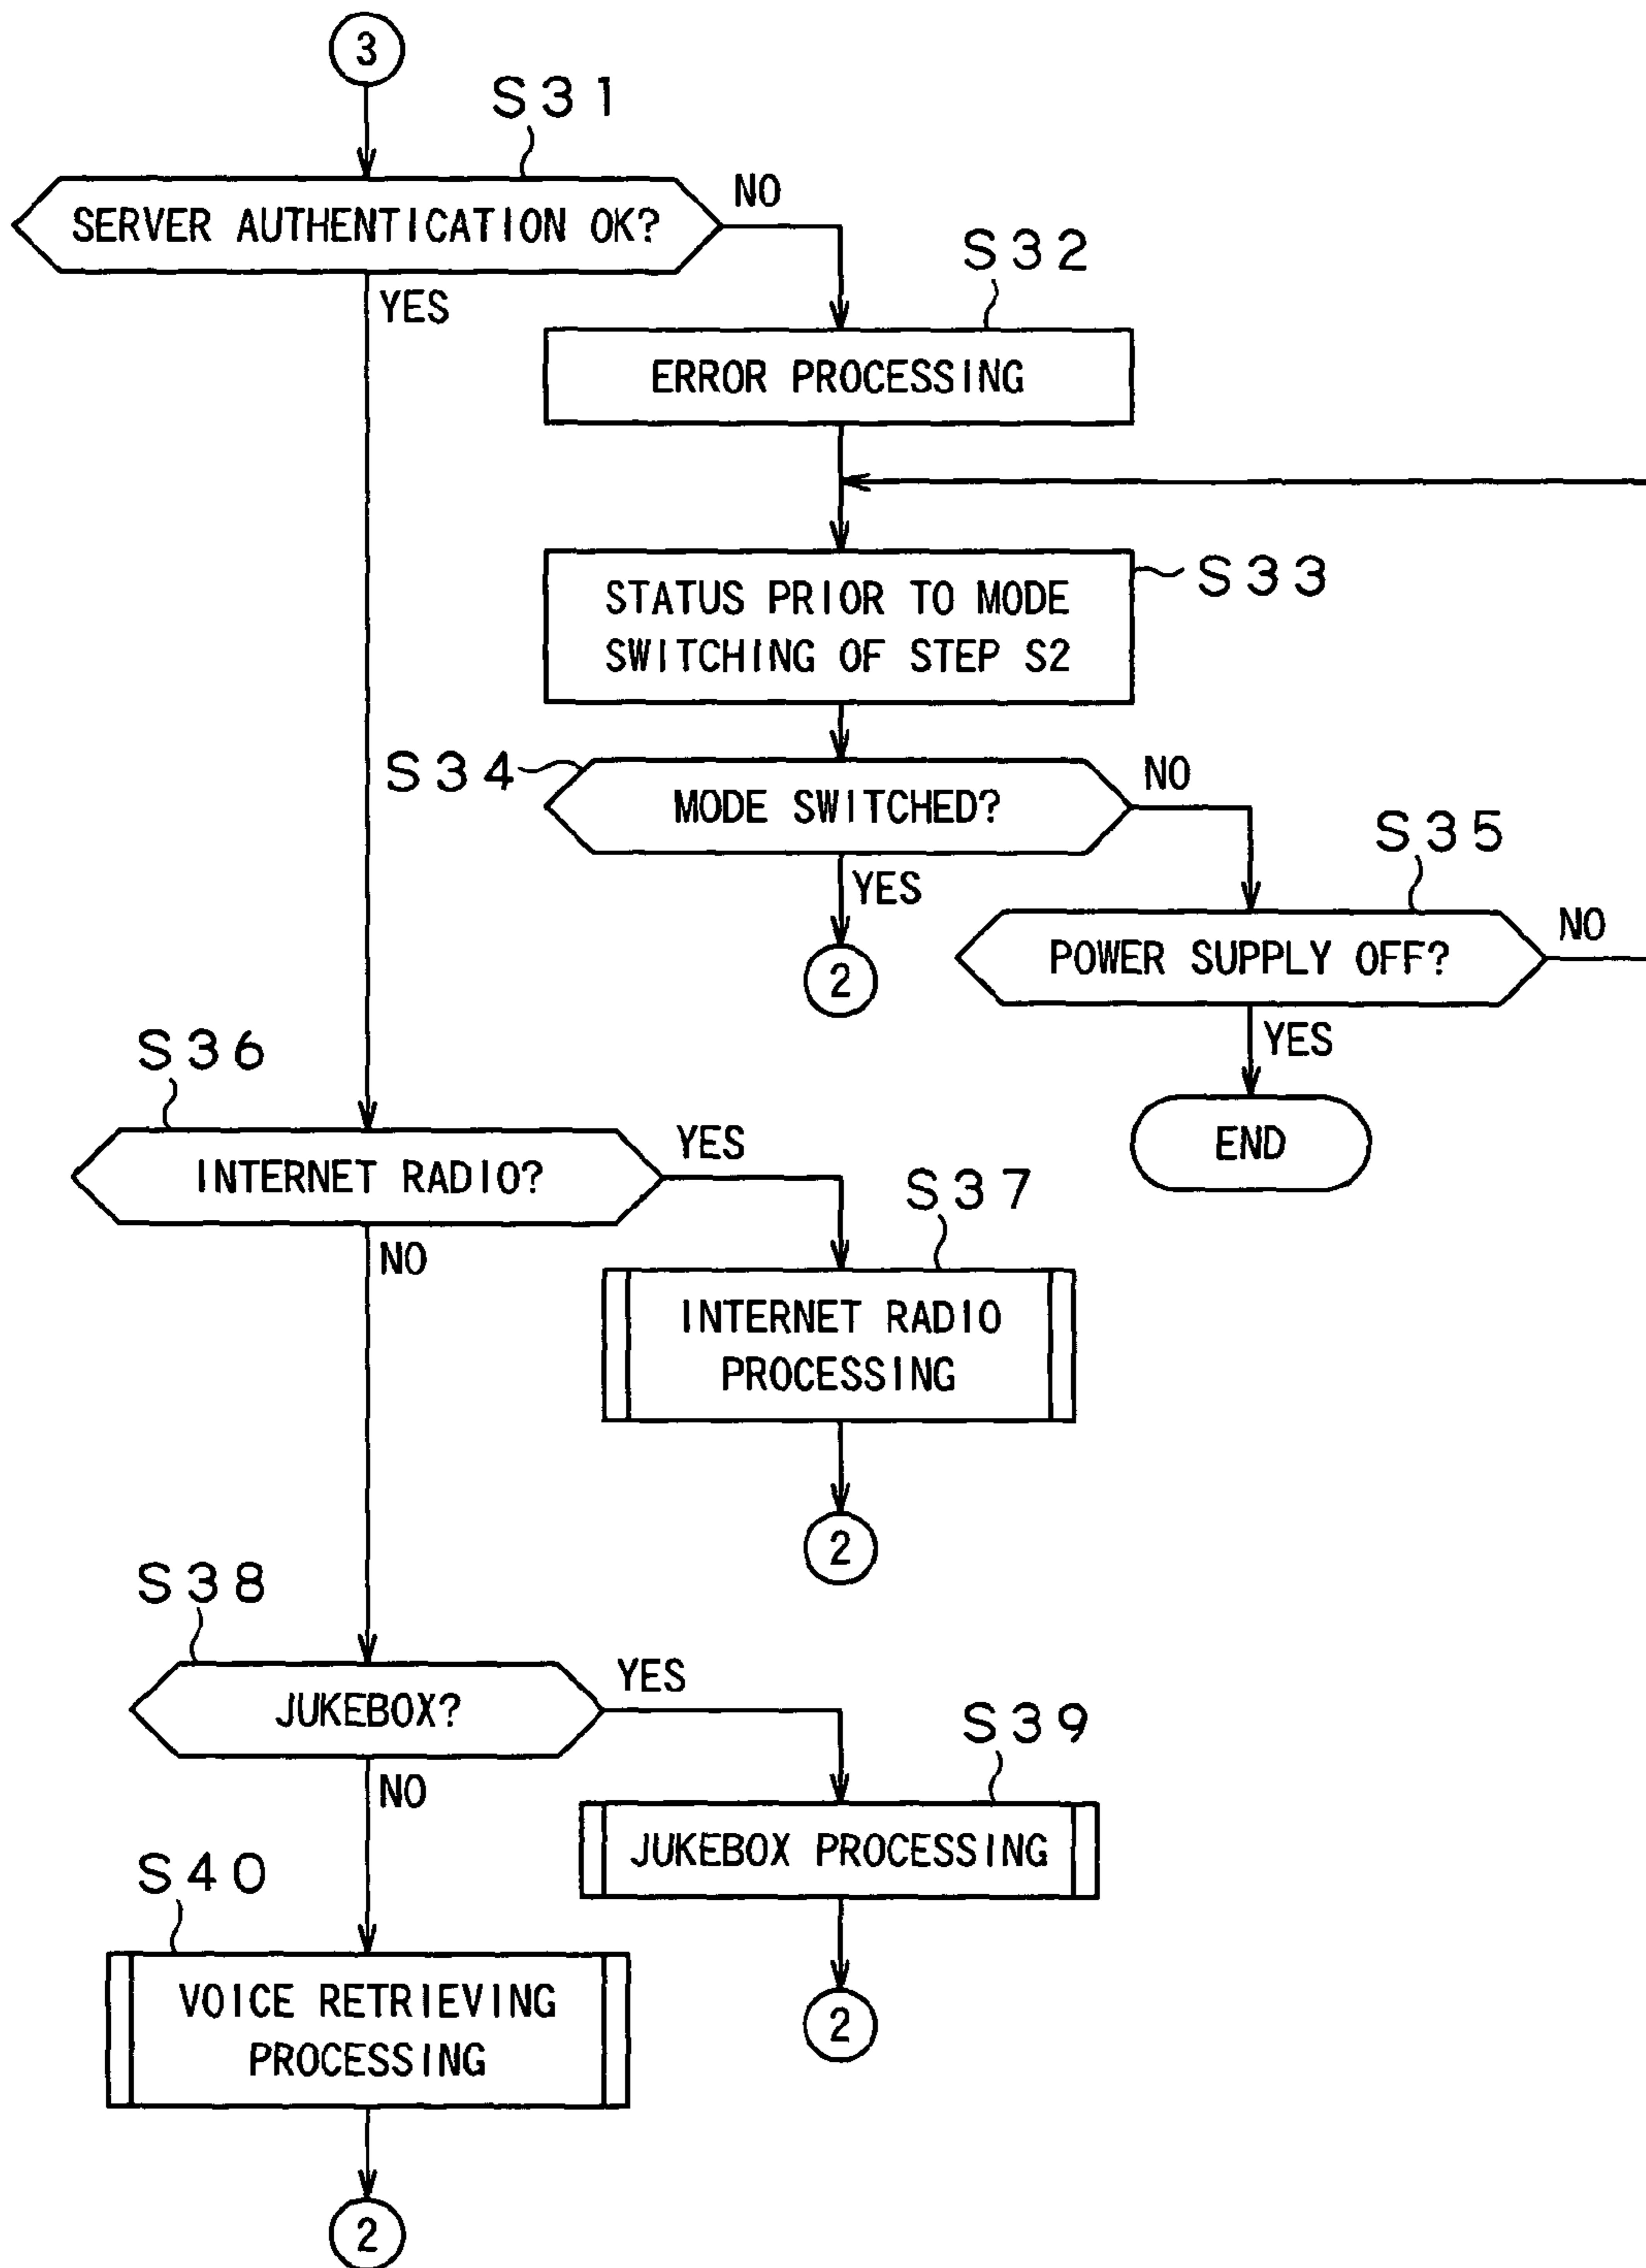 3
S31
SERVER AUTHENTICATION OK?
NO
YES
S32
ERROR PROCESSING
S33
STATUS PRIOR TO MODE
SWITCHING OF STEP S2
S34
MODE SWITCHED?
NO
YES
2
S35
POWER SUPPLY OFF?
NO
YES
END
S36
INTERNET RADIO?
YES
NO
S37
INTERNET RADIO
PROCESSING
2
S38
JUKEBOX?
YES
NO
S39
JUKEBOX PROCESSING
2
S40
VOICE RETRIEVING
PROCESSING
2